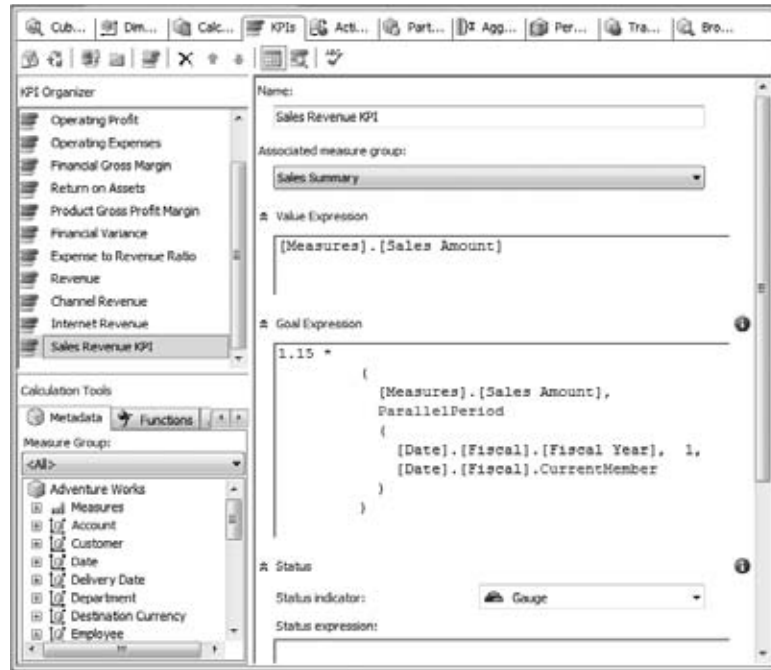 Cub... Dim... Calc... KPIs Acti... Part... Agg... Per... Tra... Bro...
KPI Organizer
Operating Profit
Operating Expenses
Financial Gross Margin
Return on Assets
Product Gross Profit Margin
Financial Variance
Expense to Revenue Ratio
Revenue
Channel Revenue
Internet Revenue
Sales Revenue KPI
Calculation Tools
Metadata Functions
Measure Group:
<All>
Adventure Works
Measures
Account
Customer
Date
Delivery Date
Department
Destination Currency
Employee
Name:
Sales Revenue KPI
Associated measure group:
Sales Summary
Value Expression
[Measures].[Sales Amount]
Goal Expression
1.15 *
(
[Measures].[Sales Amount],
ParallelPeriod
(
[Date].[Fiscal].[Fiscal Year], 1,
[Date].[Fiscal].CurrentMember
)
)
Status
Status indicator: Gauge
Status expression: